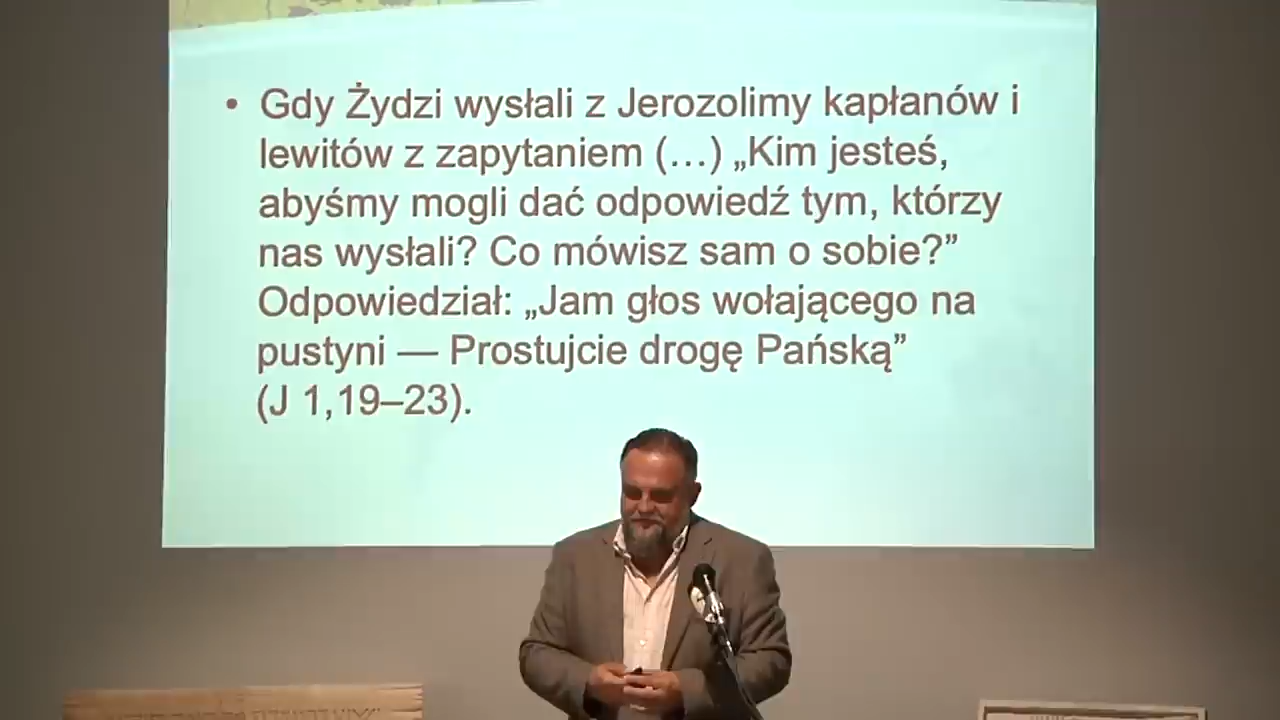 • Gdy Żydzi wysłali z Jerozolimy kapłanów i
lewitów z zapytaniem (…) „Kim jesteś,
abyśmy mogli dać odpowiedź tym, którzy
nas wysłali? Co mówisz sam o sobie?”
Odpowiedział: „Jam głos wołającego na
pustyni — Prostujcie drogę Pańską”
(J 1,19–23).